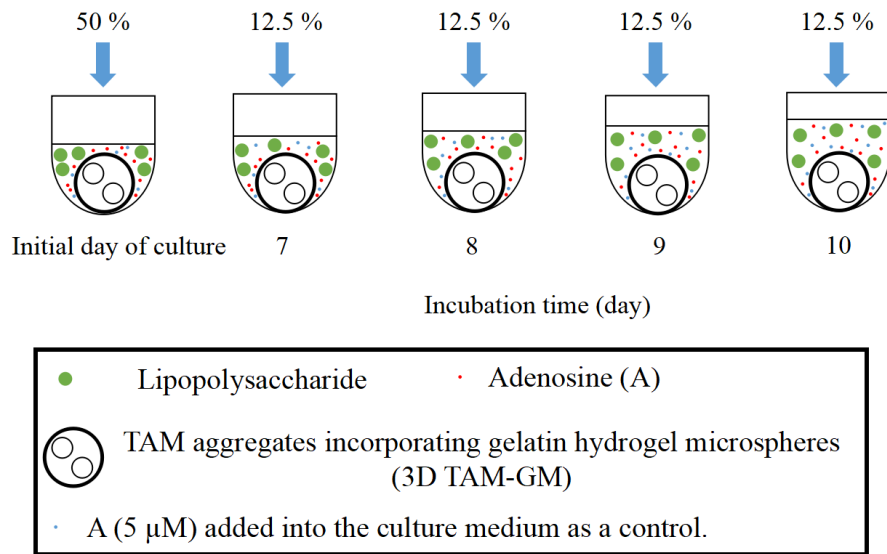 50 % 12.5 % 12.5 % 12.5 % 12.5 %
Initial day of culture 7 8 9 10
Incubation time (day)
Lipopolysaccharide Adenosine (A)
TAM aggregates incorporating gelatin hydrogel microspheres
(3D TAM-GM)
A (5 μM) added into the culture medium as a control.